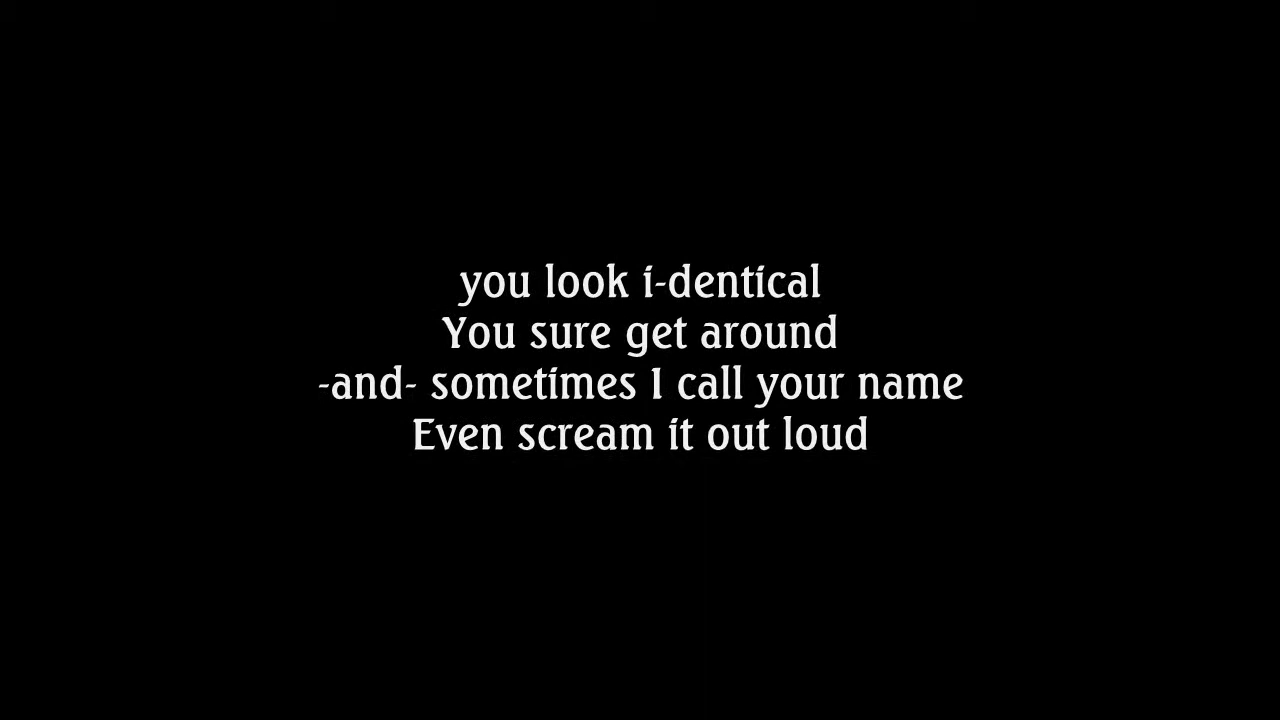 you look i-dentical
You sure get around
-and- sometimes I call your name
Even scream it out loud